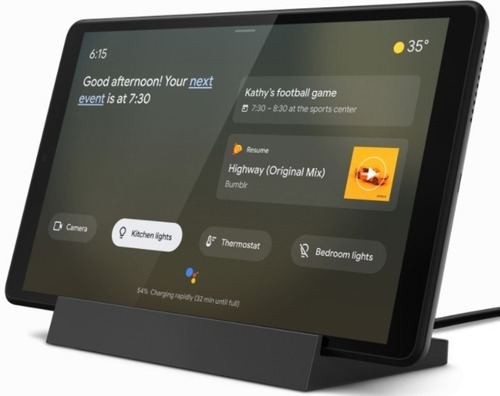 6:15
35°
Good afternoon! Your next
event is at 7:30
Kathy's football game
7:30 – 8:30 at the sports center
Resume
Highway (Original Mix)
Bumblr
Camera
Kitchen lights
Thermostat
Bedroom lights
54% Charging rapidly (32 min until full)